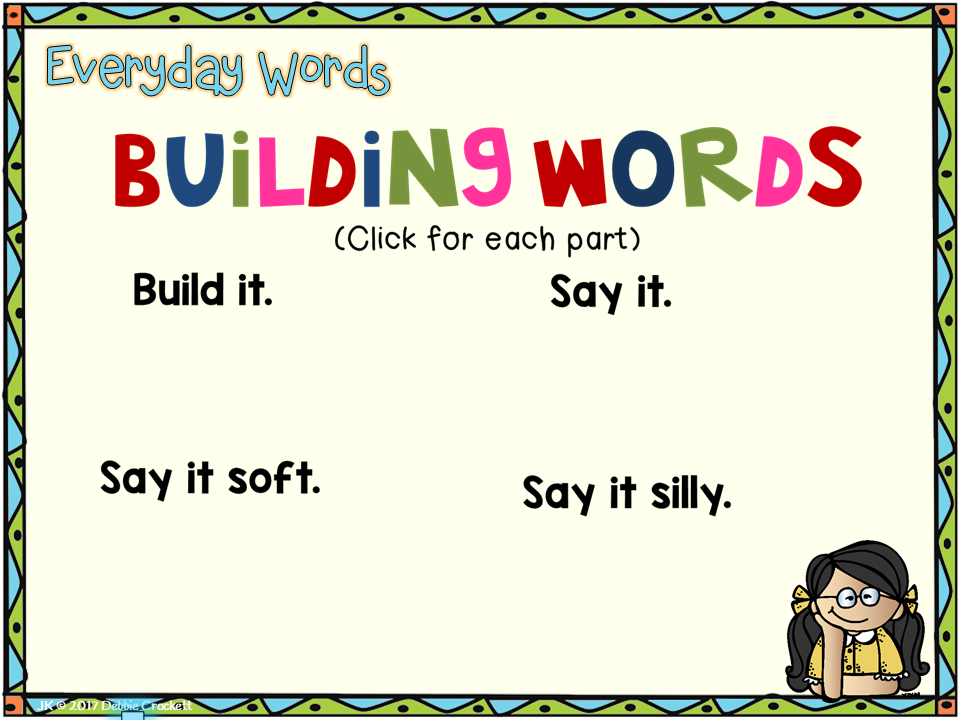 Everyday Words
BUiLDiNg WORDS
(Click for each part)
Build it.
Say it.
Say it soft.
Say it silly.
JK © 2017 Debbie Crockett